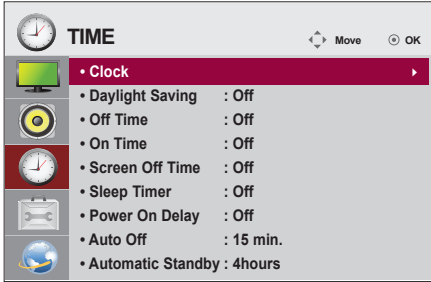 TIME Move OK
• Clock
• Daylight Saving : Off
• Off Time : Off
• On Time : Off
• Screen Off Time : Off
• Sleep Timer : Off
• Power On Delay : Off
• Auto Off : 15 min.
• Automatic Standby : 4hours